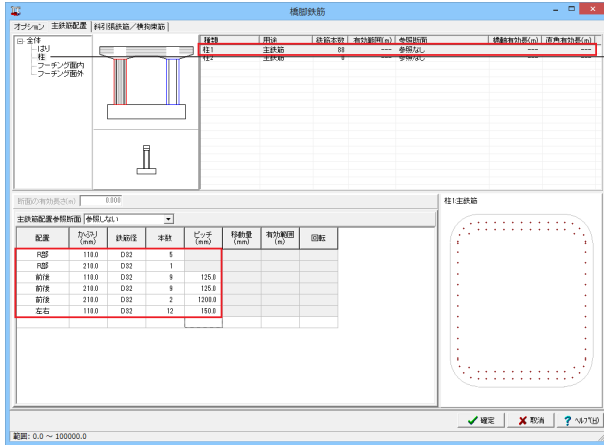 橋脚鉄筋
オプション 主鉄筋配置 斜引張鉄筋／横拘束筋
全体
はり
柱
フーチング面内
フーチング面外
種類 用途 鉄筋本数 有効範囲(m) 参照断面 橋軸有効長(m) 直角有効長(m)
柱1 主鉄筋 88 --- 参照なし --- ---
柱2 主鉄筋 0 --- 参照なし --- ---
断面の有効長さ(m) 0.000
主鉄筋配置参照断面 参照しない
配置 かぶり(mm) 鉄筋径 本数 ピッチ(mm) 移動量(mm) 有効範囲(m) 回転
R部 110.0 D32 5
R部 210.0 D32 1
前後 110.0 D32 9 125.0
前後 210.0 D32 9 125.0
前後 210.0 D32 2 1200.0
左右 110.0 D32 12 150.0
柱1:主鉄筋
確定 取消 ヘルプ(H)
範囲: 0.0 ～ 100000.0